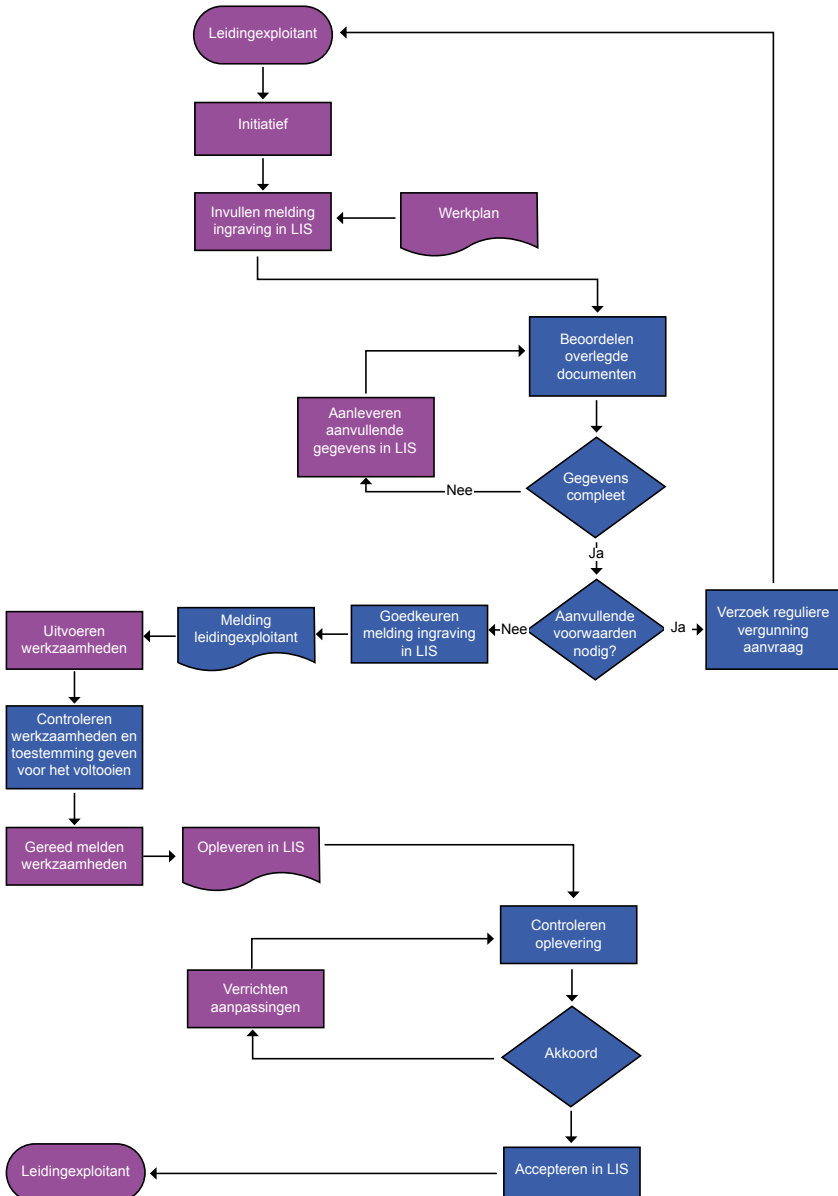 Leidingexploitant
Initiatief
Invullen melding
ingraving in LIS
Werkplan
Beoordelen
overlegde
documenten
Aanleveren
aanvullende
gegevens in LIS
Gegevens
compleet
Nee
Ja
Aanvullende
voorwaarden
nodig?
Ja
Verzoek reguliere
vergunning
aanvraag
Nee
Goedkeuren
melding ingraving
in LIS
Melding
leidingexploitant
Uitvoeren
werkzaamheden
Controleren
werkzaamheden en
toestemming geven
voor het voltooien
Gereed melden
werkzaamheden
Opleveren in LIS
Controleren
oplevering
Verrichten
aanpassingen
Akkoord
Accepteren in LIS
Leidingexploitant